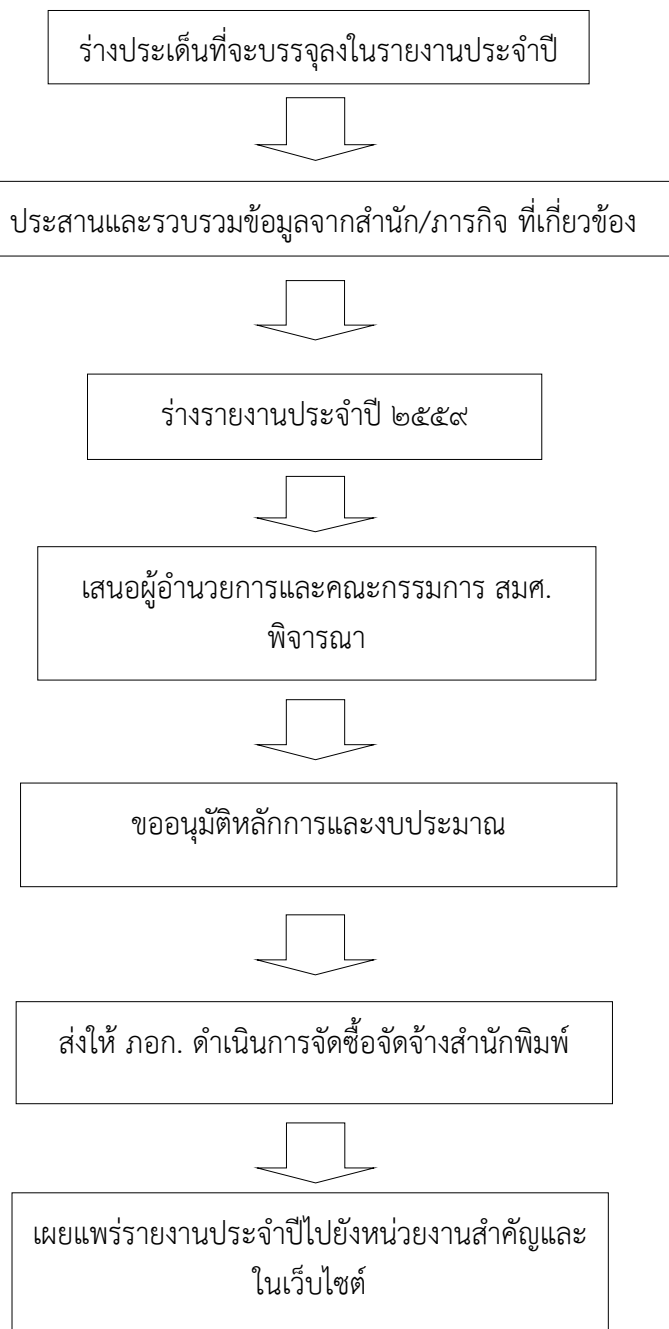 ร่างประเด็นที่จะบรรจุลงในรายงานประจำปี
ประสานและรวบรวมข้อมูลจากสำนัก/ภารกิจ ที่เกี่ยวข้อง
ร่างรายงานประจำปี ๒๕๕๙
เสนอผู้อำนวยการและคณะกรรมการ สมศ.
พิจารณา
ขออนุมัติหลักการและงบประมาณ
ส่งให้ ภอก. ดำเนินการจัดซื้อจัดจ้างสำนักพิมพ์
เผยแพร่รายงานประจำปีไปยังหน่วยงานสำคัญและ
ในเว็บไซต์